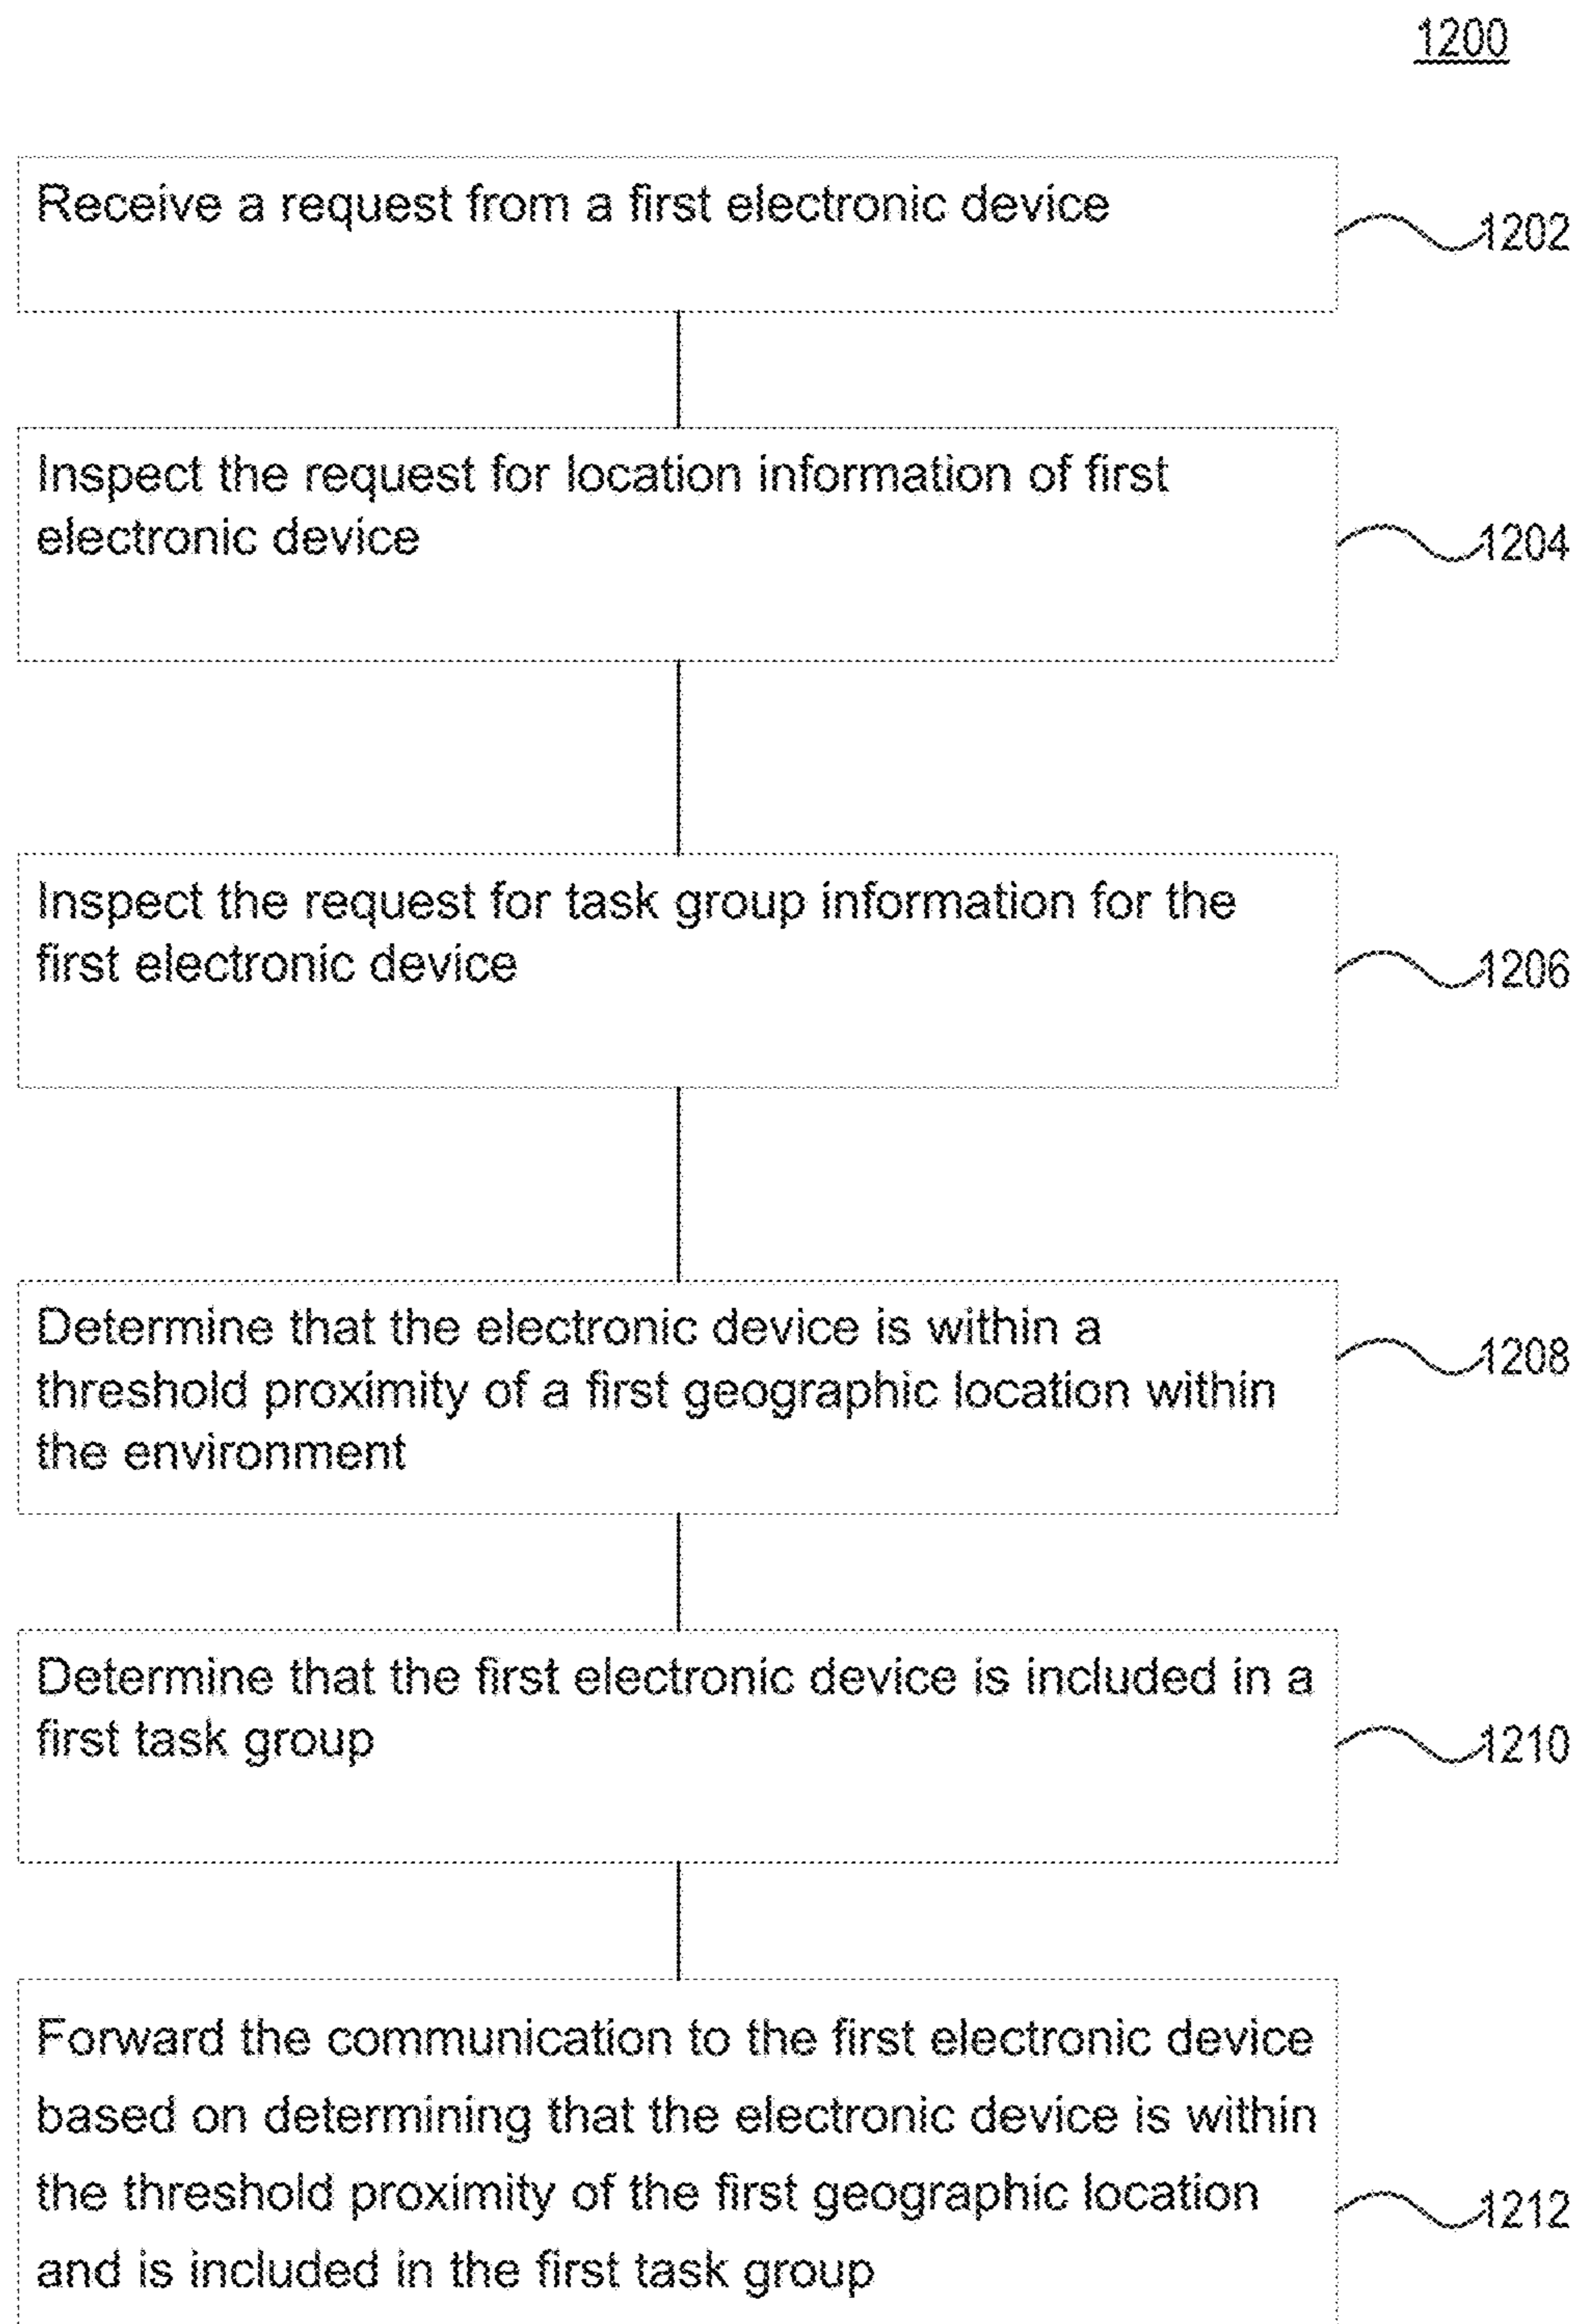 1200
Receive a request from a first electronic device
1202
Inspect the request for location information of first
electronic device
1204
Inspect the request for task group information for the
first electronic device
1206
Determine that the electronic device is within a
threshold proximity of a first geographic location within
the environment
1208
Determine that the first electronic device is included in a
first task group
1210
Forward the communication to the first electronic device
based on determining that the electronic device is within
the threshold proximity of the first geographic location
and is included in the first task group
1212